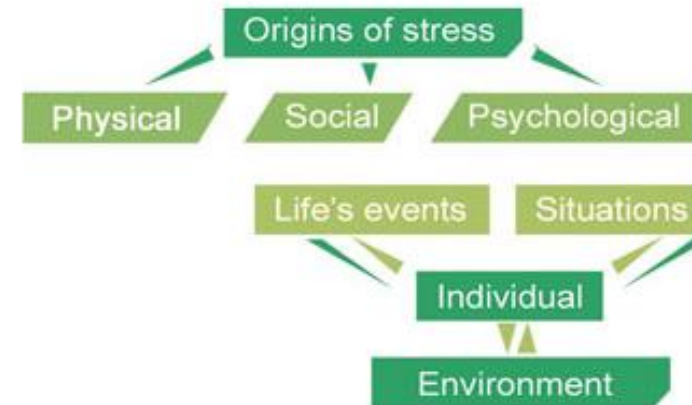 Origins of stress
Physical Social Psychological
Life's events Situations
Individual
Environment